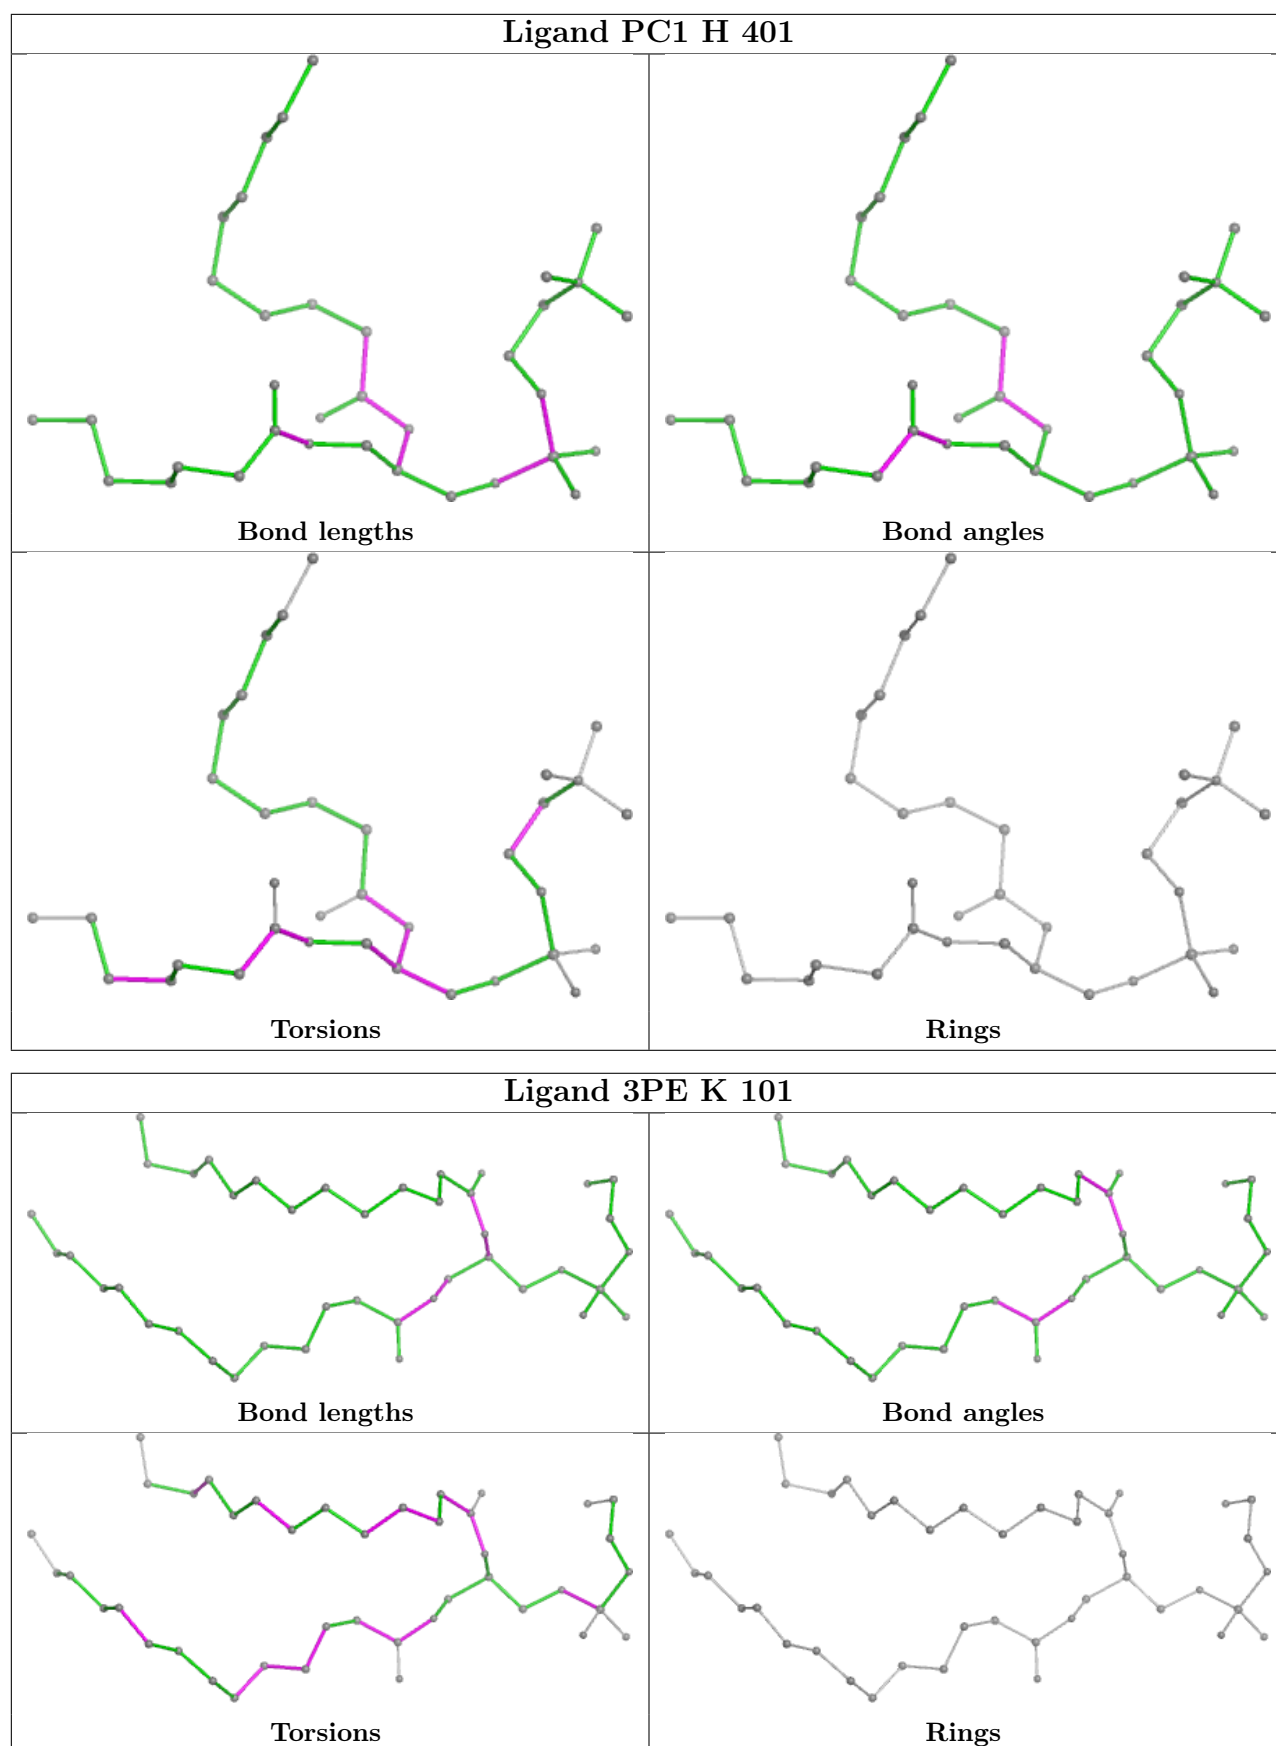 Ligand PC1 H 401
Bond lengths
Bond angles
Torsions
Rings
Ligand 3PE K 101
Bond lengths
Bond angles
Torsions
Rings